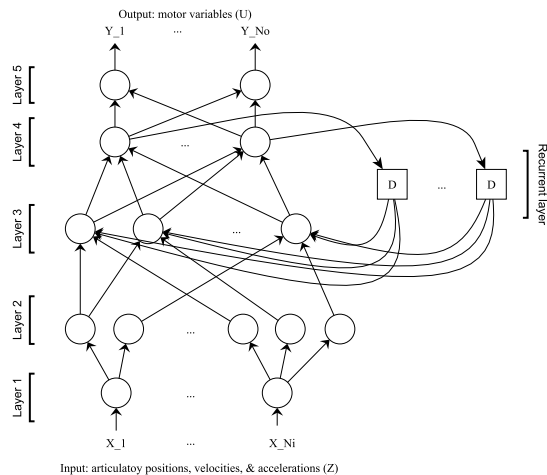 Output: motor variables (U)
Y_1 ... Y_No
Layer 5
Layer 4
...
D ... D
Recurrent layer
Layer 3
...
Layer 2
...
Layer 1
...
X_1 ... X_Ni
Input: articulatoy positions, velocities, & accelerations (Z)